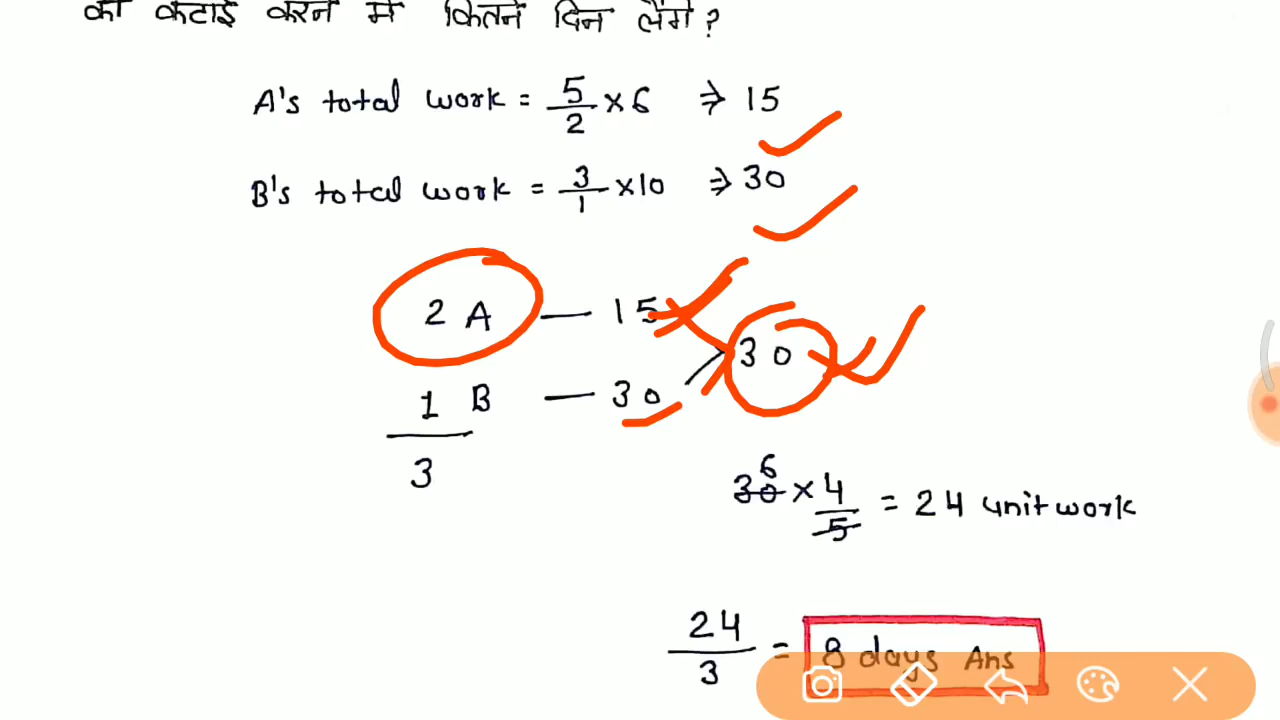 की कटाई करने में कितने दिन लेंगे?
A's total work = 5/2 × 6 ⇒ 15
B's total work = 3/1 × 10 ⇒ 30
2 A — 15
30
1 B — 30
3
30 6 × 4/5 = 24 unit work
24/3 = 8 days Ans